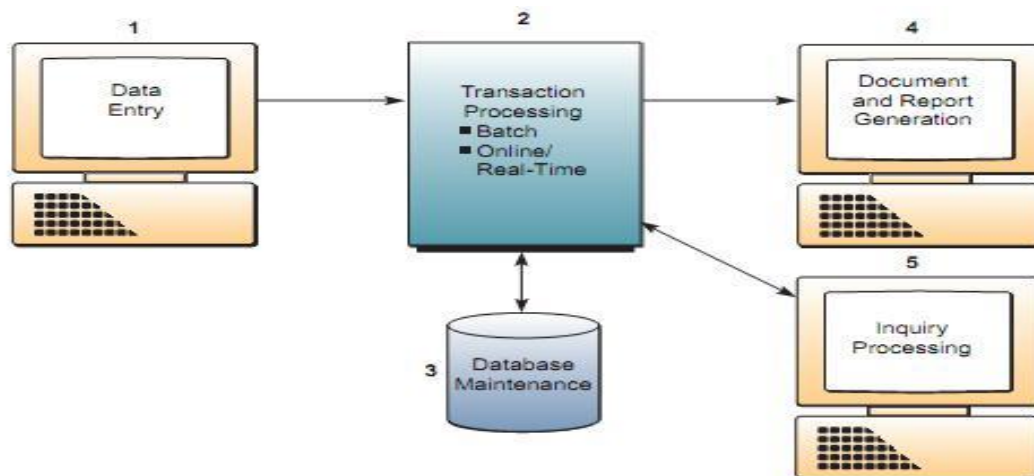 1
Data
Entry
2
Transaction
Processing
■ Batch
■ Online/
Real-Time
3
Database
Maintenance
4
Document
and Report
Generation
5
Inquiry
Processing